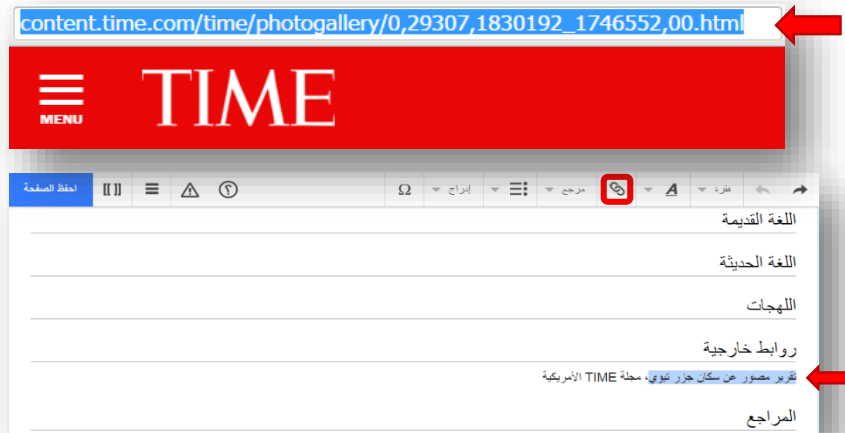 content.time.com/time/photogallery/0,29307,1830192_1746552,00.html
MENU
TIME
فقرة A مرجع إدراج Ω احفظ الصفحة
اللغة القديمة
اللغة الحديثة
اللهجات
روابط خارجية
تقرير مصور عن سكان جزر تيوي، مجلة TIME الأمريكية
المراجع